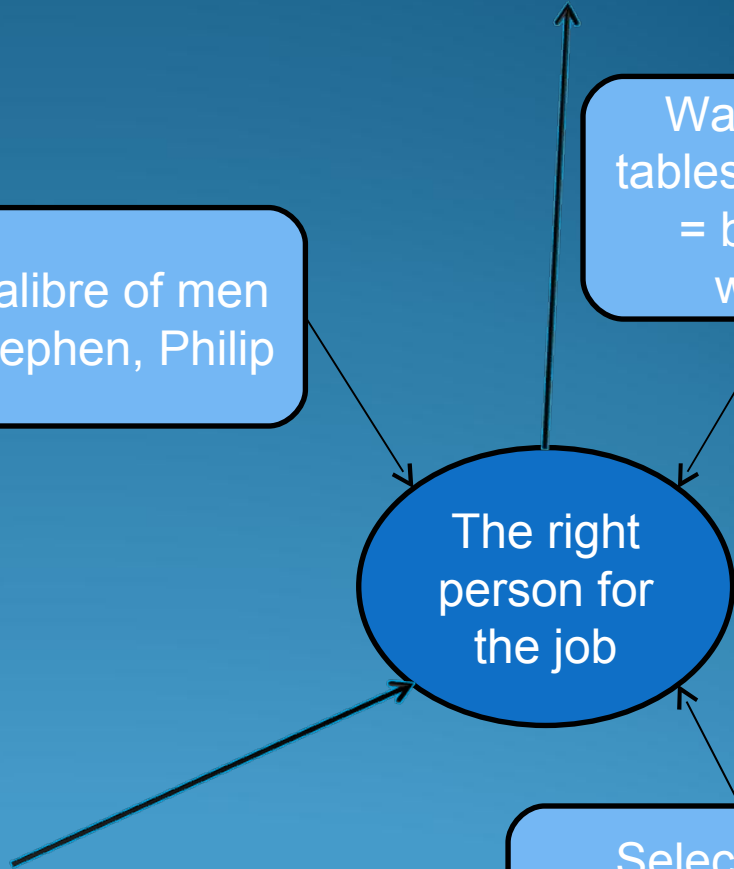 Wa
tables
= b
w
alibre of men
ephen, Philip
The right
person for
the job
Selec